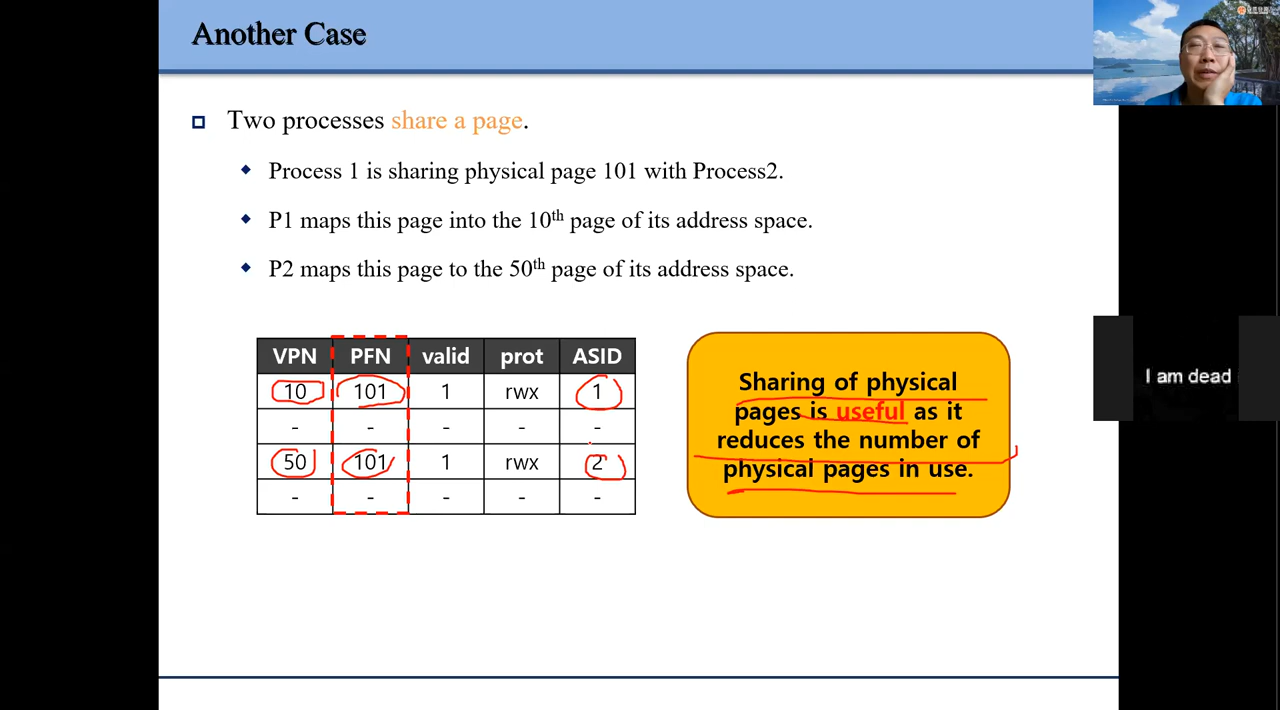 Another Case
Two processes share a page.
Process 1 is sharing physical page 101 with Process2.
P1 maps this page into the 10th page of its address space.
P2 maps this page to the 50th page of its address space.
VPN PFN valid prot ASID
10 101 1 rwx 1
- - - - -
50 101 1 rwx 2
- - - - -
Sharing of physical
pages is useful as it
reduces the number of
physical pages in use.
I am dead